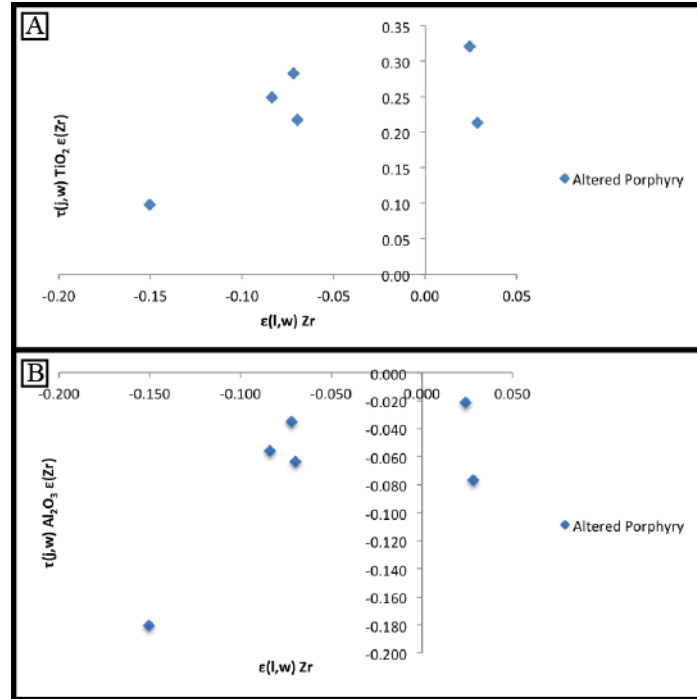 A
0.35
0.30
0.25
0.20
0.15
0.10
0.05
0.00
τ(j,w) TiO₂ ε(Zr)
-0.20 -0.15 -0.10 -0.05 0.00 0.05
ε(l,w) Zr
Altered Porphyry
B
0.000
-0.200 -0.150 -0.100 -0.050 0.000 0.050
-0.020
-0.040
-0.060
-0.080
-0.100
-0.120
-0.140
-0.160
-0.180
-0.200
τ(j,w) Al₂O₃ ε(Zr)
Altered Porphyry
ε(l,w) Zr